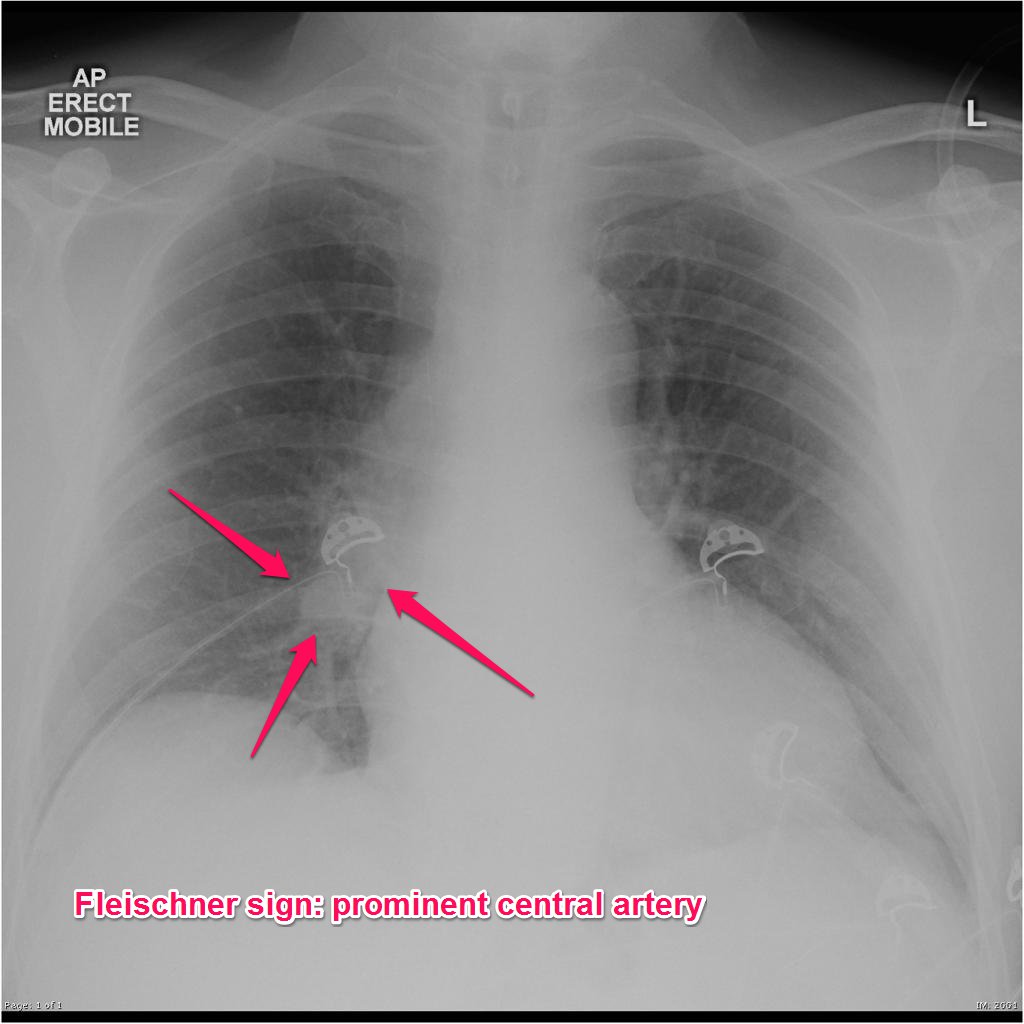 AP
ERECT
MOBILE
L
Fleischner sign: prominent central artery
Page: 1 of 1
IM: 2001